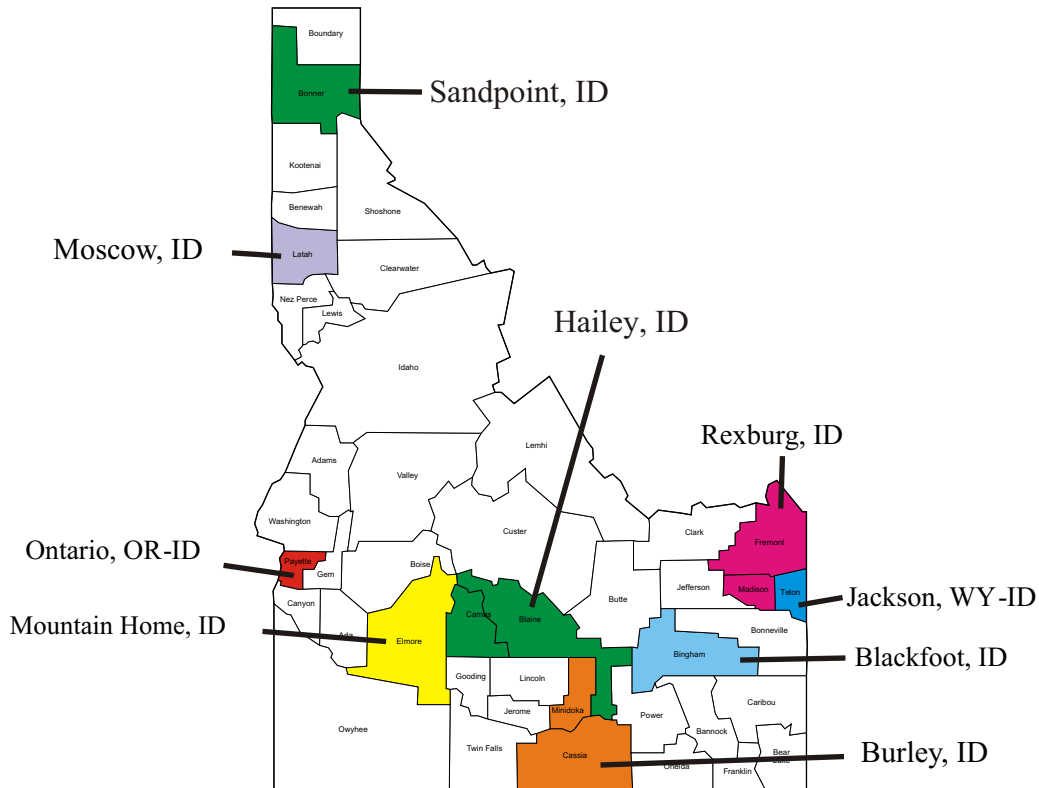 Boundary
Sandpoint, ID
Bonner
Kootenai
Benewah
Shoshone
Moscow, ID
Latah
Clearwater
Nez Perce
Lewis
Hailey, ID
Idaho
Rexburg, ID
Lemhi
Adams
Valley
Washington
Custer
Clark
Fremont
Ontario, OR-ID
Payette
Gem
Boise
Jefferson
Madison
Teton
Jackson, WY-ID
Canyon
Camas
Blaine
Butte
Mountain Home, ID
Ada
Elmore
Bonneville
Bingham
Blackfoot, ID
Gooding
Lincoln
Jerome
Minidoka
Power
Caribou
Owyhee
Bannock
Twin Falls
Cassia
Burley, ID
Oneida
Franklin
Bear
Lake